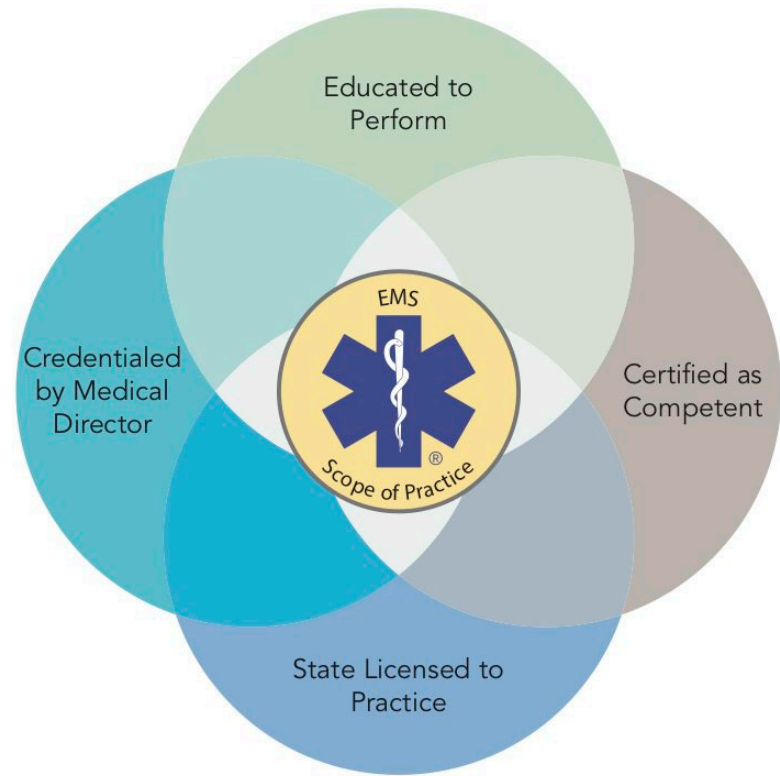 Educated to
Perform
EMS
Credentialed
by Medical
Director
Certified as
Competent
®
Scope of Practice
State Licensed to
Practice